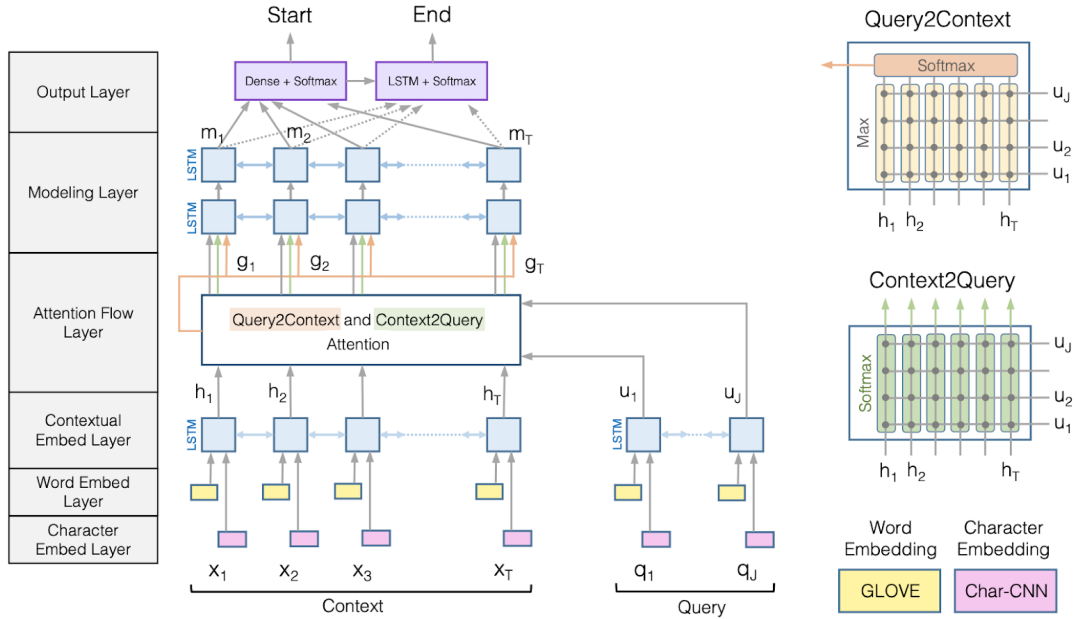 Start
End
Query2Context
Output Layer
Dense + Softmax
LSTM + Softmax
Softmax
Max
u_J
u_2
u_1
h_1
h_2
h_T
m_1
m_2
m_T
Modeling Layer
LSTM
LSTM
g_1
g_2
g_T
Attention Flow
Layer
Query2Context and Context2Query
Attention
Context2Query
Softmax
u_J
u_2
u_1
h_1
h_2
h_T
h_1
h_2
h_T
u_1
u_J
Contextual
Embed Layer
LSTM
LSTM
Word Embed
Layer
Character
Embed Layer
x_1
x_2
x_3
x_T
q_1
q_J
Context
Query
Word
Embedding
Character
Embedding
GLOVE
Char-CNN